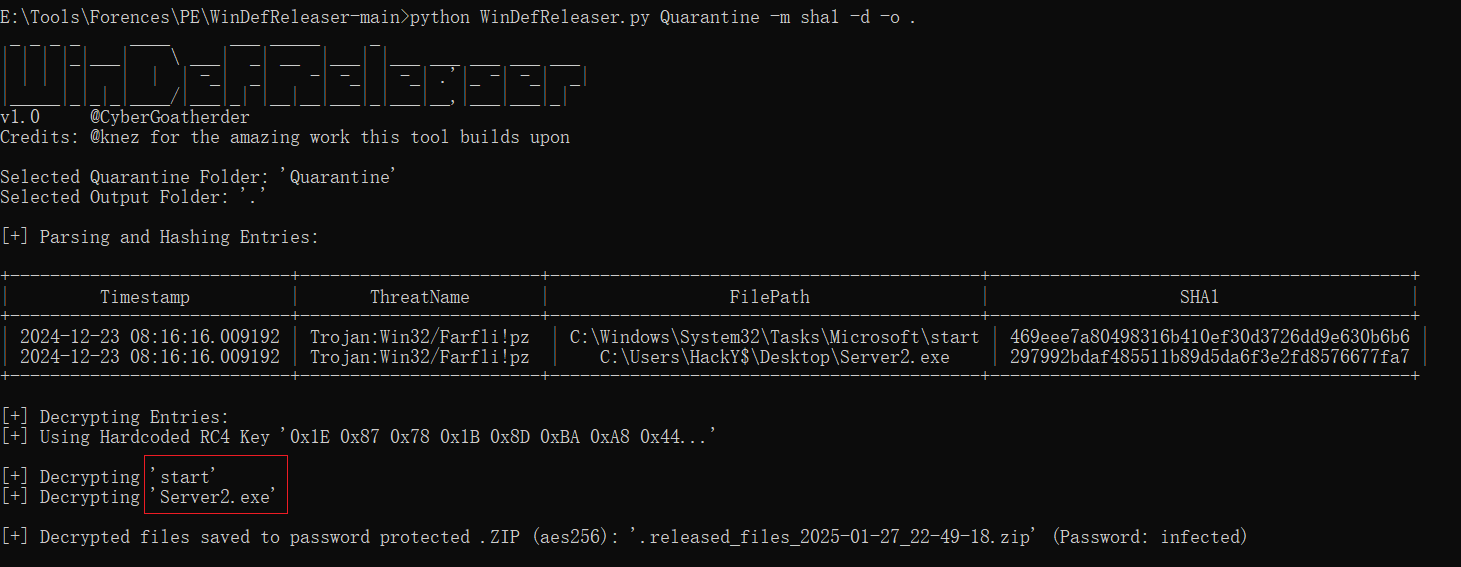 E:\Tools\Forences\PE\WinDefReleaser-main>python WinDefReleaser.py Quarantine -m sha1 -d -o .
WinDefReleaser
v1.0     @CyberGoatherder
Credits: @knez for the amazing work this tool builds upon
Selected Quarantine Folder: 'Quarantine'
Selected Output Folder: '.'
[+] Parsing and Hashing Entries:
Timestamp | ThreatName | FilePath | SHA1
2024-12-23 08:16:16.009192 | Trojan:Win32/Farfli!pz | C:\Windows\System32\Tasks\Microsoft\start | 469eee7a80498316b410ef30d3726dd9e630b6b6
2024-12-23 08:16:16.009192 | Trojan:Win32/Farfli!pz | C:\Users\HackY$\Desktop\Server2.exe | 297992bdaf485511b89d5da6f3e2fd8576677fa7
[+] Decrypting Entries:
[+] Using Hardcoded RC4 Key '0x1E 0x87 0x78 0x1B 0x8D 0xBA 0xA8 0x44...'
[+] Decrypting 'start'
[+] Decrypting 'Server2.exe'
[+] Decrypted files saved to password protected .ZIP (aes256): '.released_files_2025-01-27_22-49-18.zip' (Password: infected)